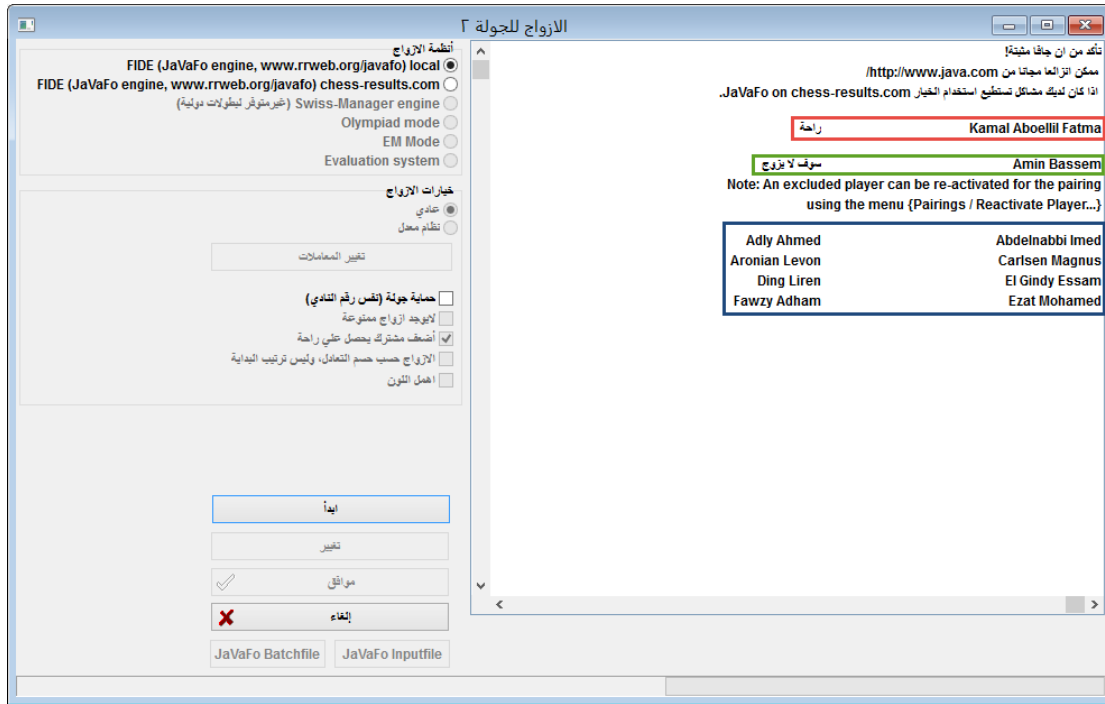 الازواج للجولة ٢
تأكد من ان جافا مثبتة!
ممكن انزالها مجانا من http://www.java.com/
اذا كان لديك مشاكل تستطيع استخدام الخيار JaVaFo on chess-results.com.
Kamal Aboellil Fatma راحة
Amin Bassem سوف لا يزوج
Note: An excluded player can be re-activated for the pairing
using the menu {Pairings / Reactivate Player...}
Abdelnabbi Imed Adly Ahmed
Carlsen Magnus Aronian Levon
El Gindy Essam Ding Liren
Ezat Mohamed Fawzy Adham
أنظمة الازواج
FIDE (JaVaFo engine, www.rrweb.org/javafo) local
FIDE (JaVaFo engine, www.rrweb.org/javafo) chess-results.com
Swiss-Manager engine (غيرمتوفر لبطولات دولية)
Olympiad mode
EM Mode
Evaluation system
خيارات الازواج
عادي
نظام معدل
تغيير المعاملات
حماية جولة (نفس رقم النادي)
لايوجد ازواج ممنوعة
أضعف مشترك يحصل علي راحة
الازواج حسب حسم التعادل، وليس ترتيب البداية
اهمل اللون
ابدأ
تغيير
موافق
إلغاء
JaVaFo Batchfile JaVaFo Inputfile